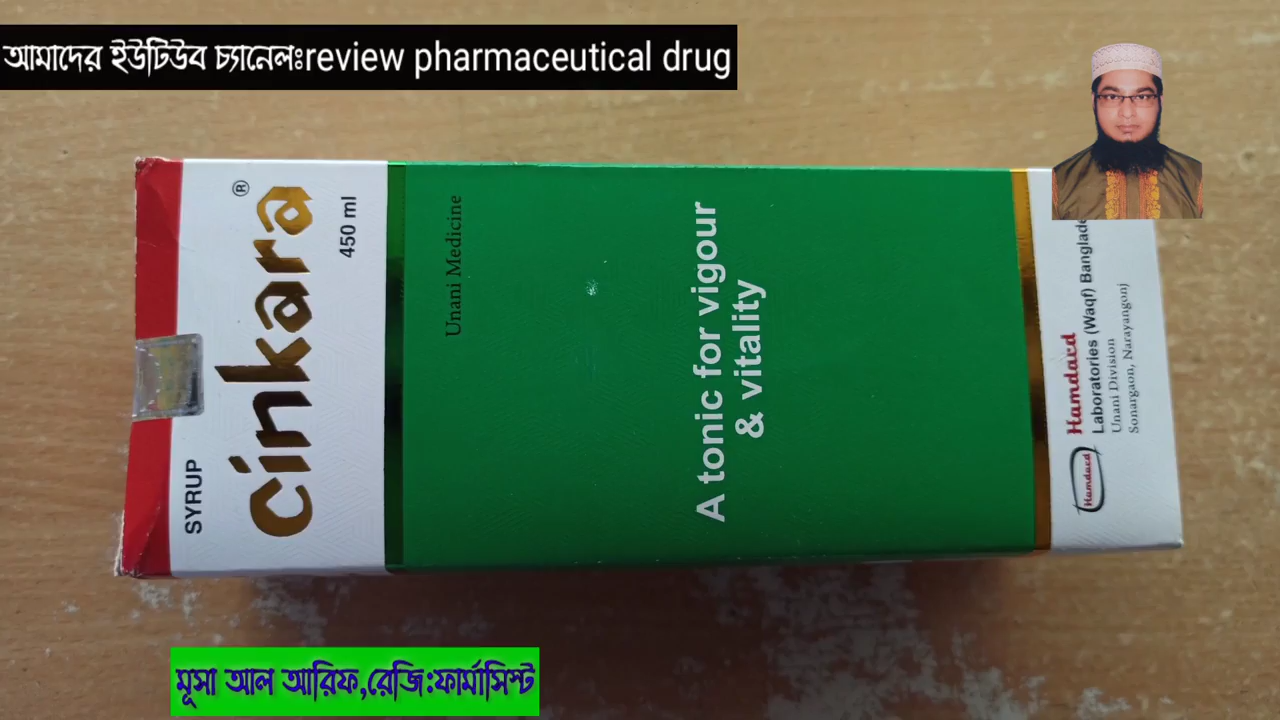 আমাদের ইউটিউব চ্যানেলঃreview pharmaceutical drug
SYRUP
cinkara®
450 ml
Unani Medicine
A tonic for vigour
& vitality
Hamdard
Hamdard
Laboratories (Waqf) Banglade
Unani Division
Sonargaon, Narayangonj
মূসা আল আরিফ,রেজি:ফার্মাসিস্ট